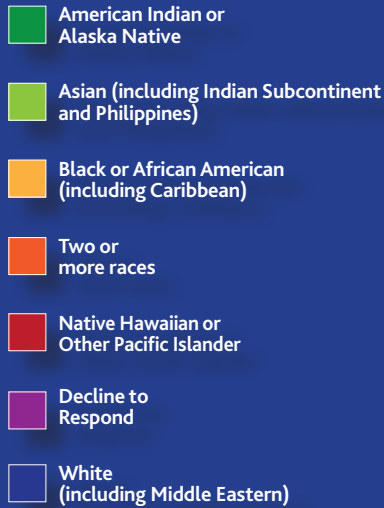 American Indian or
Alaska Native
Asian (including Indian Subcontinent
and Philippines)
Black or African American
(including Caribbean)
Two or
more races
Native Hawaiian or
Other Pacific Islander
Decline to
Respond
White
(including Middle Eastern)